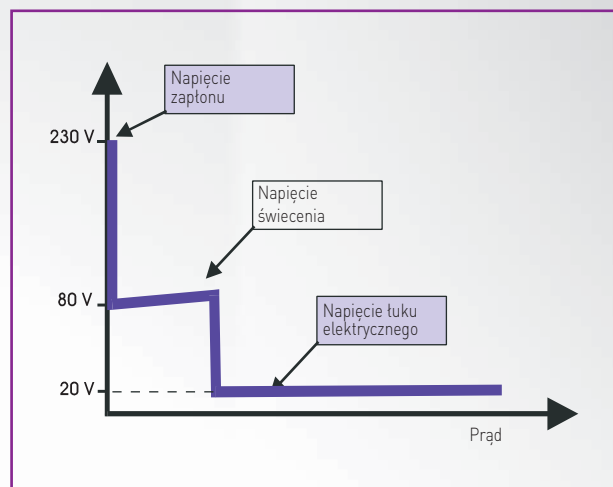 Napięcie
zapłonu
230 V
Napięcie
świecenia
80 V
Napięcie łuku
elektrycznego
20 V
Prąd